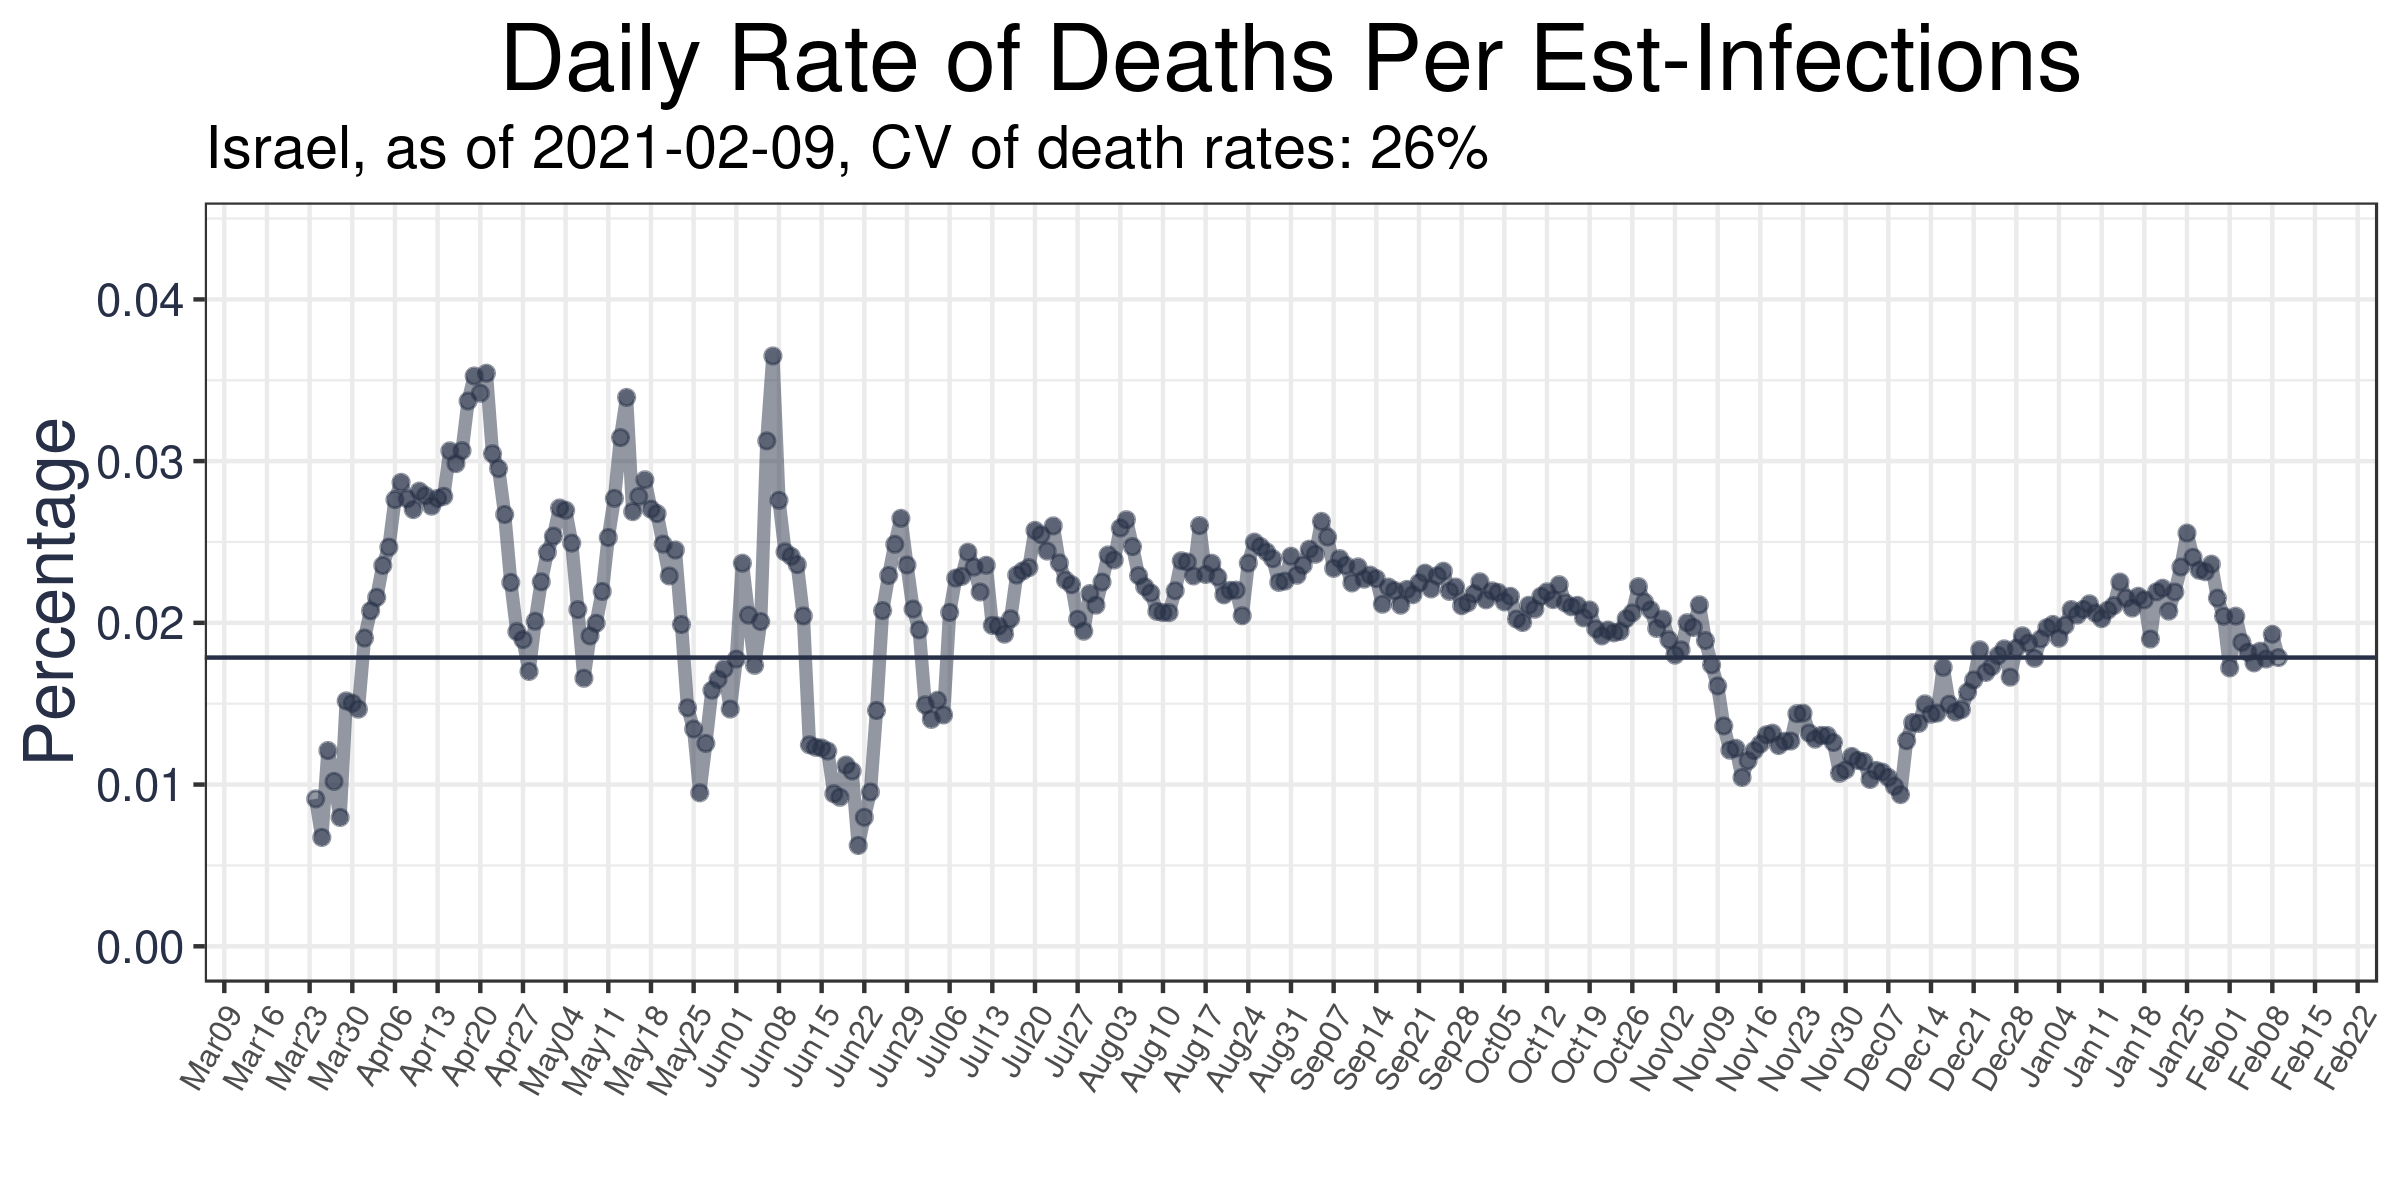 Daily Rate of Deaths Per Est-Infections
Israel, as of 2021-02-09, CV of death rates: 26%
Percentage
0.04
0.03
0.02
0.01
0.00
Mar09
Mar16
Mar23
Mar30
Apr06
Apr13
Apr20
Apr27
May04
May11
May18
May25
Jun01
Jun08
Jun15
Jun22
Jun29
Jul06
Jul13
Jul20
Jul27
Aug03
Aug10
Aug17
Aug24
Aug31
Sep07
Sep14
Sep21
Sep28
Oct05
Oct12
Oct19
Oct26
Nov02
Nov09
Nov16
Nov23
Nov30
Dec07
Dec14
Dec21
Dec28
Jan04
Jan11
Jan18
Jan25
Feb01
Feb08
Feb15
Feb22